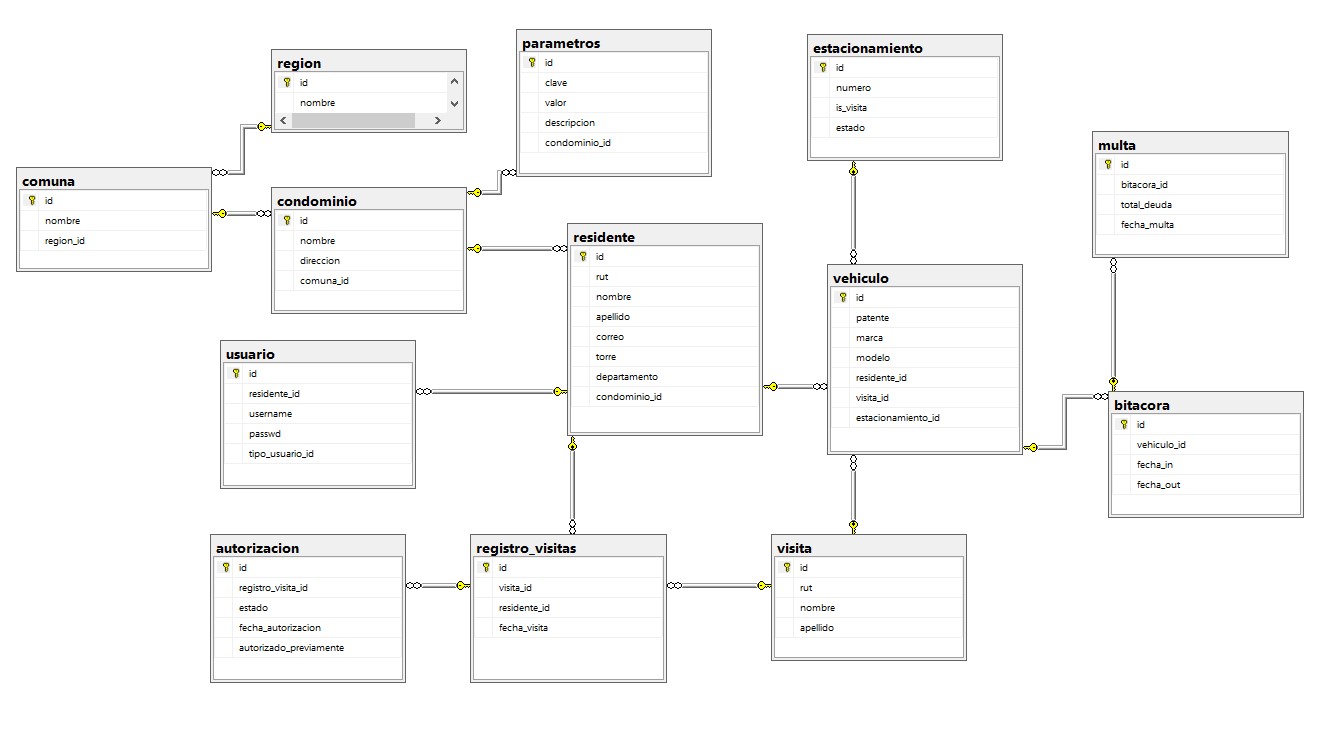 region
id
nombre
parametros
id
clave
valor
descripcion
condominio_id
estacionamiento
id
numero
is_visita
estado
multa
id
bitacora_id
total_deuda
fecha_multa
comuna
id
nombre
region_id
condominio
id
nombre
direccion
comuna_id
residente
id
rut
nombre
apellido
correo
torre
departamento
condominio_id
vehiculo
id
patente
marca
modelo
residente_id
visita_id
estacionamiento_id
usuario
id
residente_id
username
passwd
tipo_usuario_id
bitacora
id
vehiculo_id
fecha_in
fecha_out
autorizacion
id
registro_visita_id
estado
fecha_autorizacion
autorizado_previamente
registro_visitas
id
visita_id
residente_id
fecha_visita
visita
id
rut
nombre
apellido